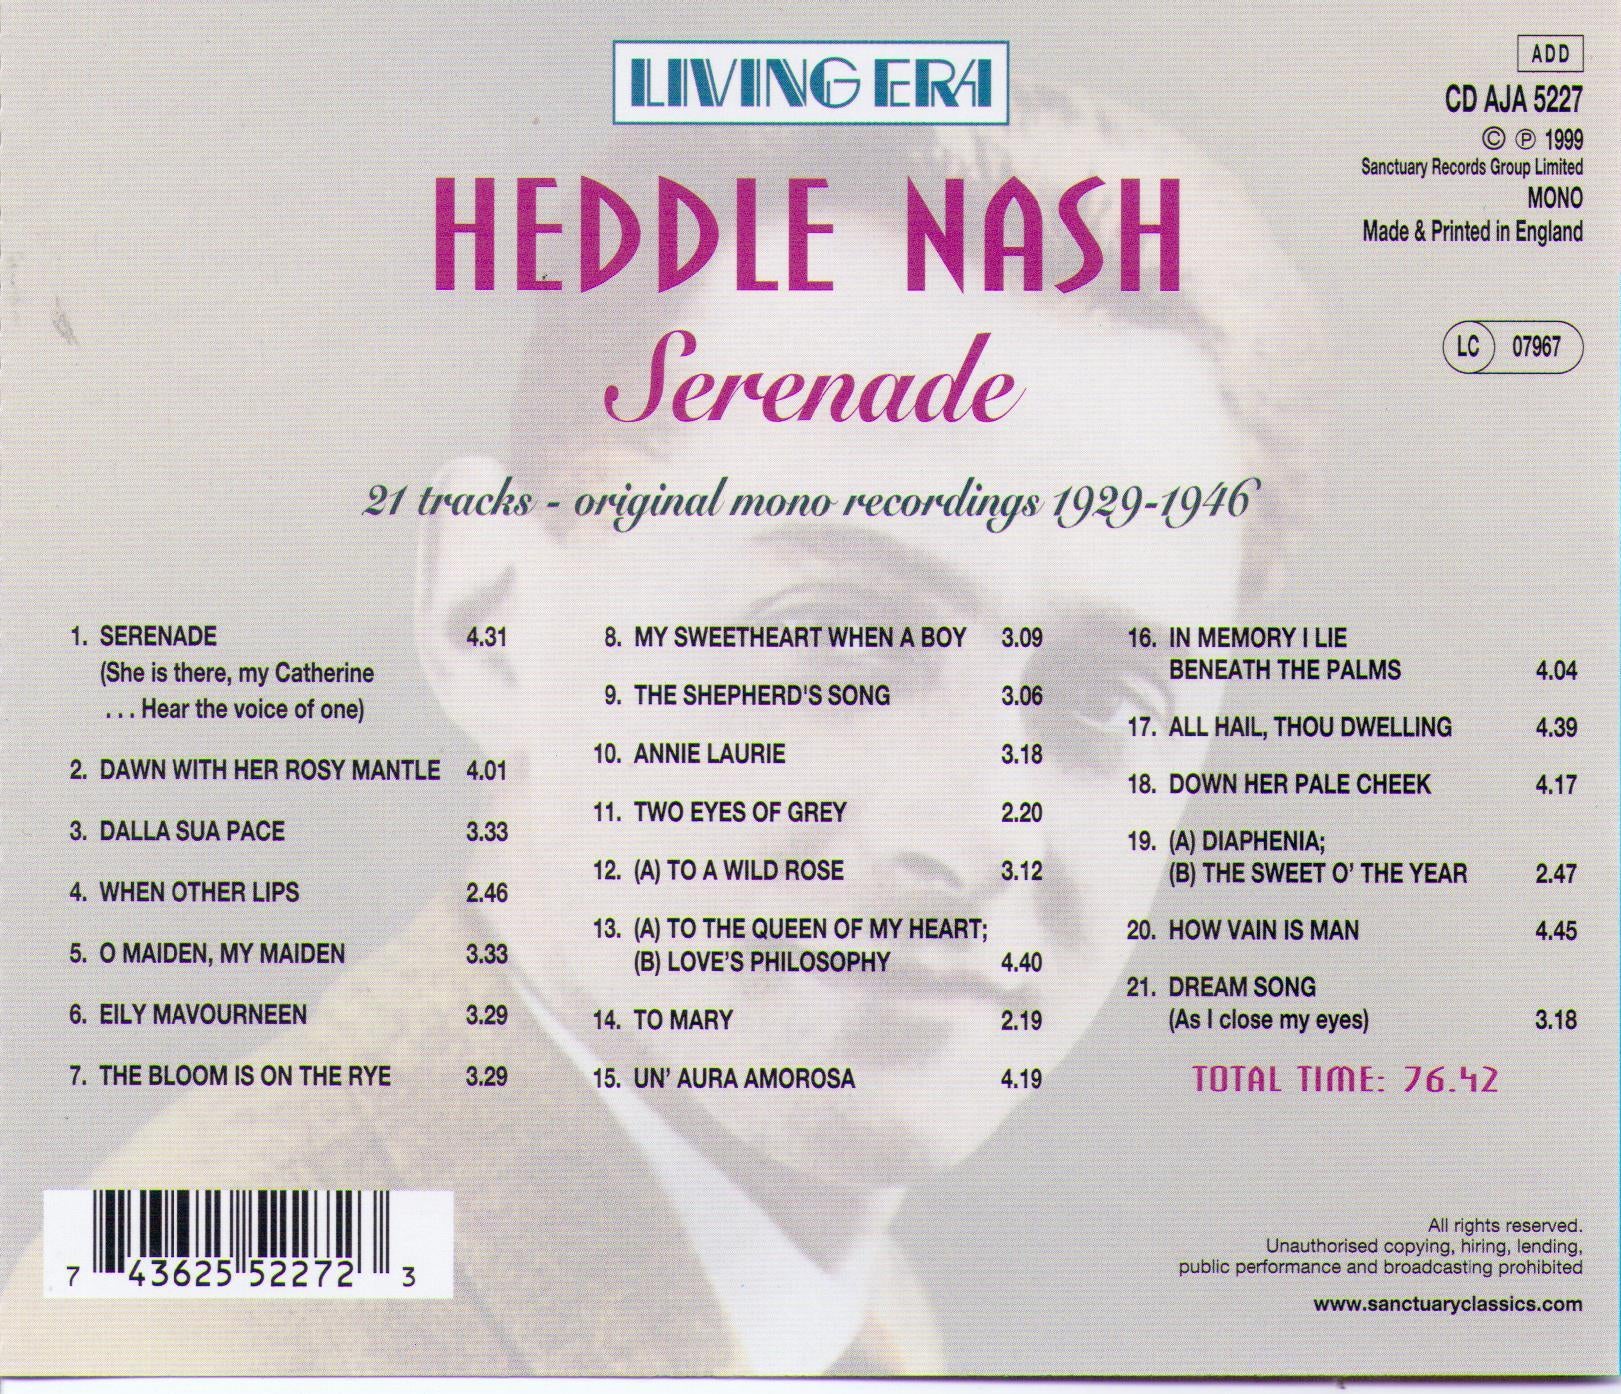 LIVING ERA
ADD
CD AJA 5227
© ℗ 1999
Sanctuary Records Group Limited
MONO
Made & Printed in England
LC 07967
HEDDLE NASH
Serenade
21 tracks - original mono recordings 1929-1946
1. SERENADE 4.31
(She is there, my Catherine
. . . Hear the voice of one)
2. DAWN WITH HER ROSY MANTLE 4.01
3. DALLA SUA PACE 3.33
4. WHEN OTHER LIPS 2.46
5. O MAIDEN, MY MAIDEN 3.33
6. EILY MAVOURNEEN 3.29
7. THE BLOOM IS ON THE RYE 3.29
8. MY SWEETHEART WHEN A BOY 3.09
9. THE SHEPHERD'S SONG 3.06
10. ANNIE LAURIE 3.18
11. TWO EYES OF GREY 2.20
12. (A) TO A WILD ROSE 3.12
13. (A) TO THE QUEEN OF MY HEART;
(B) LOVE'S PHILOSOPHY 4.40
14. TO MARY 2.19
15. UN' AURA AMOROSA 4.19
16. IN MEMORY I LIE
BENEATH THE PALMS 4.04
17. ALL HAIL, THOU DWELLING 4.39
18. DOWN HER PALE CHEEK 4.17
19. (A) DIAPHENIA;
(B) THE SWEET O' THE YEAR 2.47
20. HOW VAIN IS MAN 4.45
21. DREAM SONG
(As I close my eyes) 3.18
TOTAL TIME: 76.42
7 43625 52272 3
All rights reserved.
Unauthorised copying, hiring, lending,
public performance and broadcasting prohibited
www.sanctuaryclassics.com